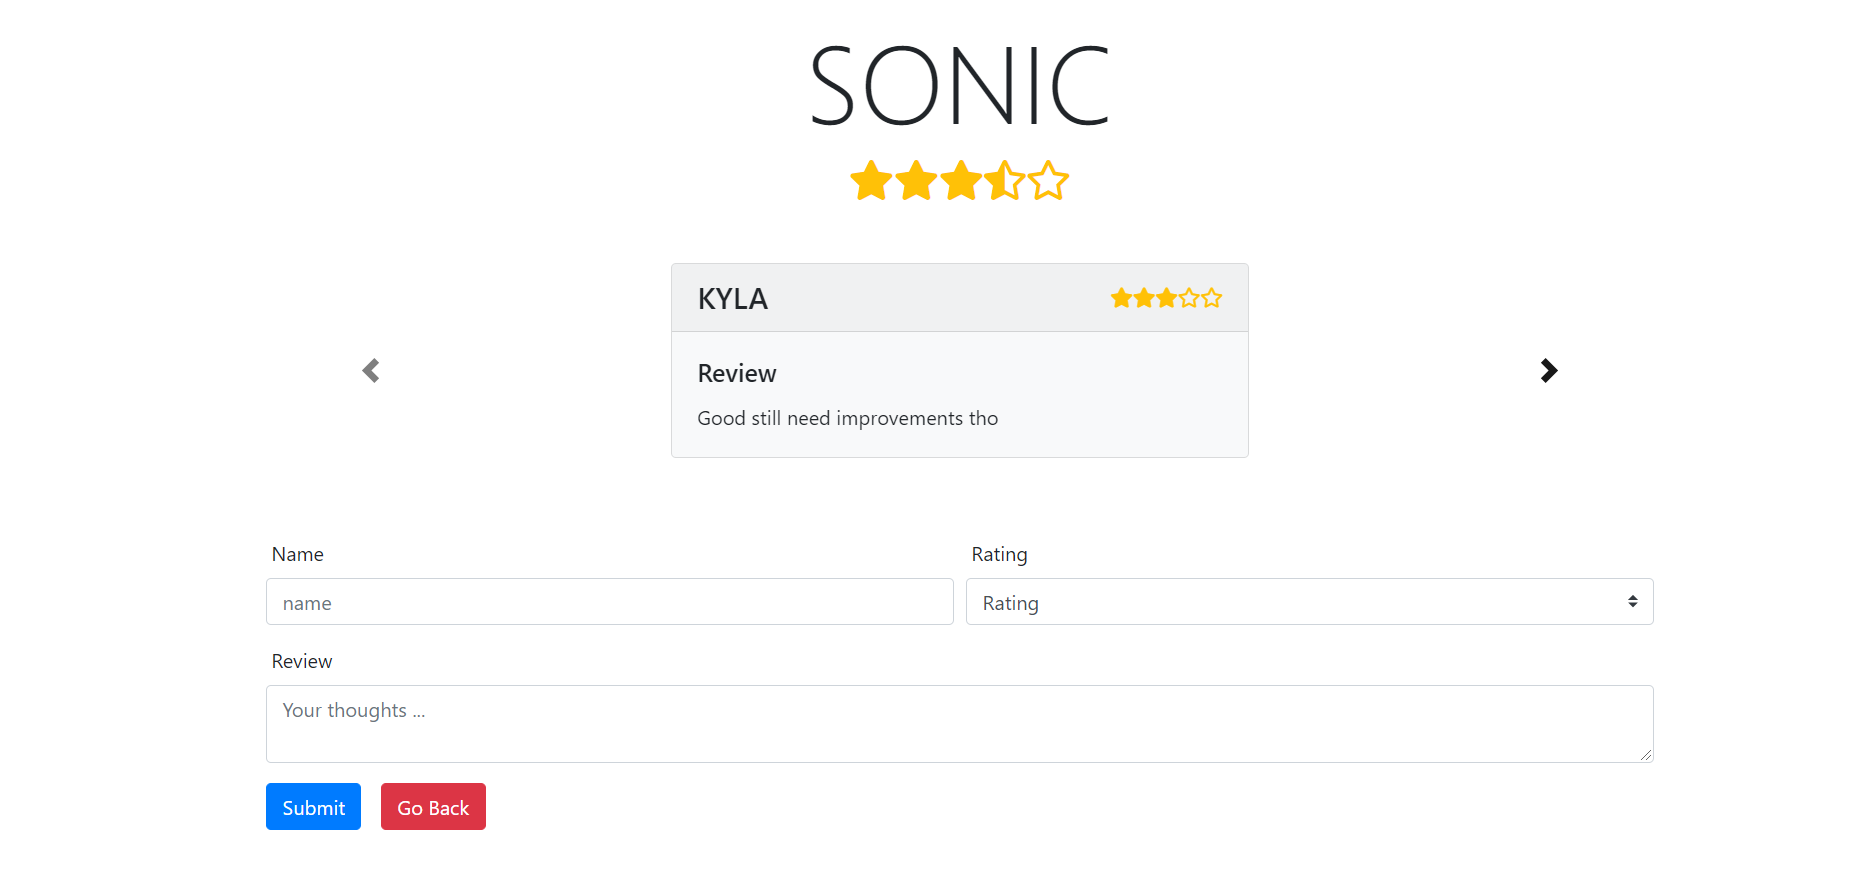 SONIC
KYLA
Review
Good still need improvements tho
Name
Rating
name
Rating
Review
Your thoughts ...
Submit
Go Back